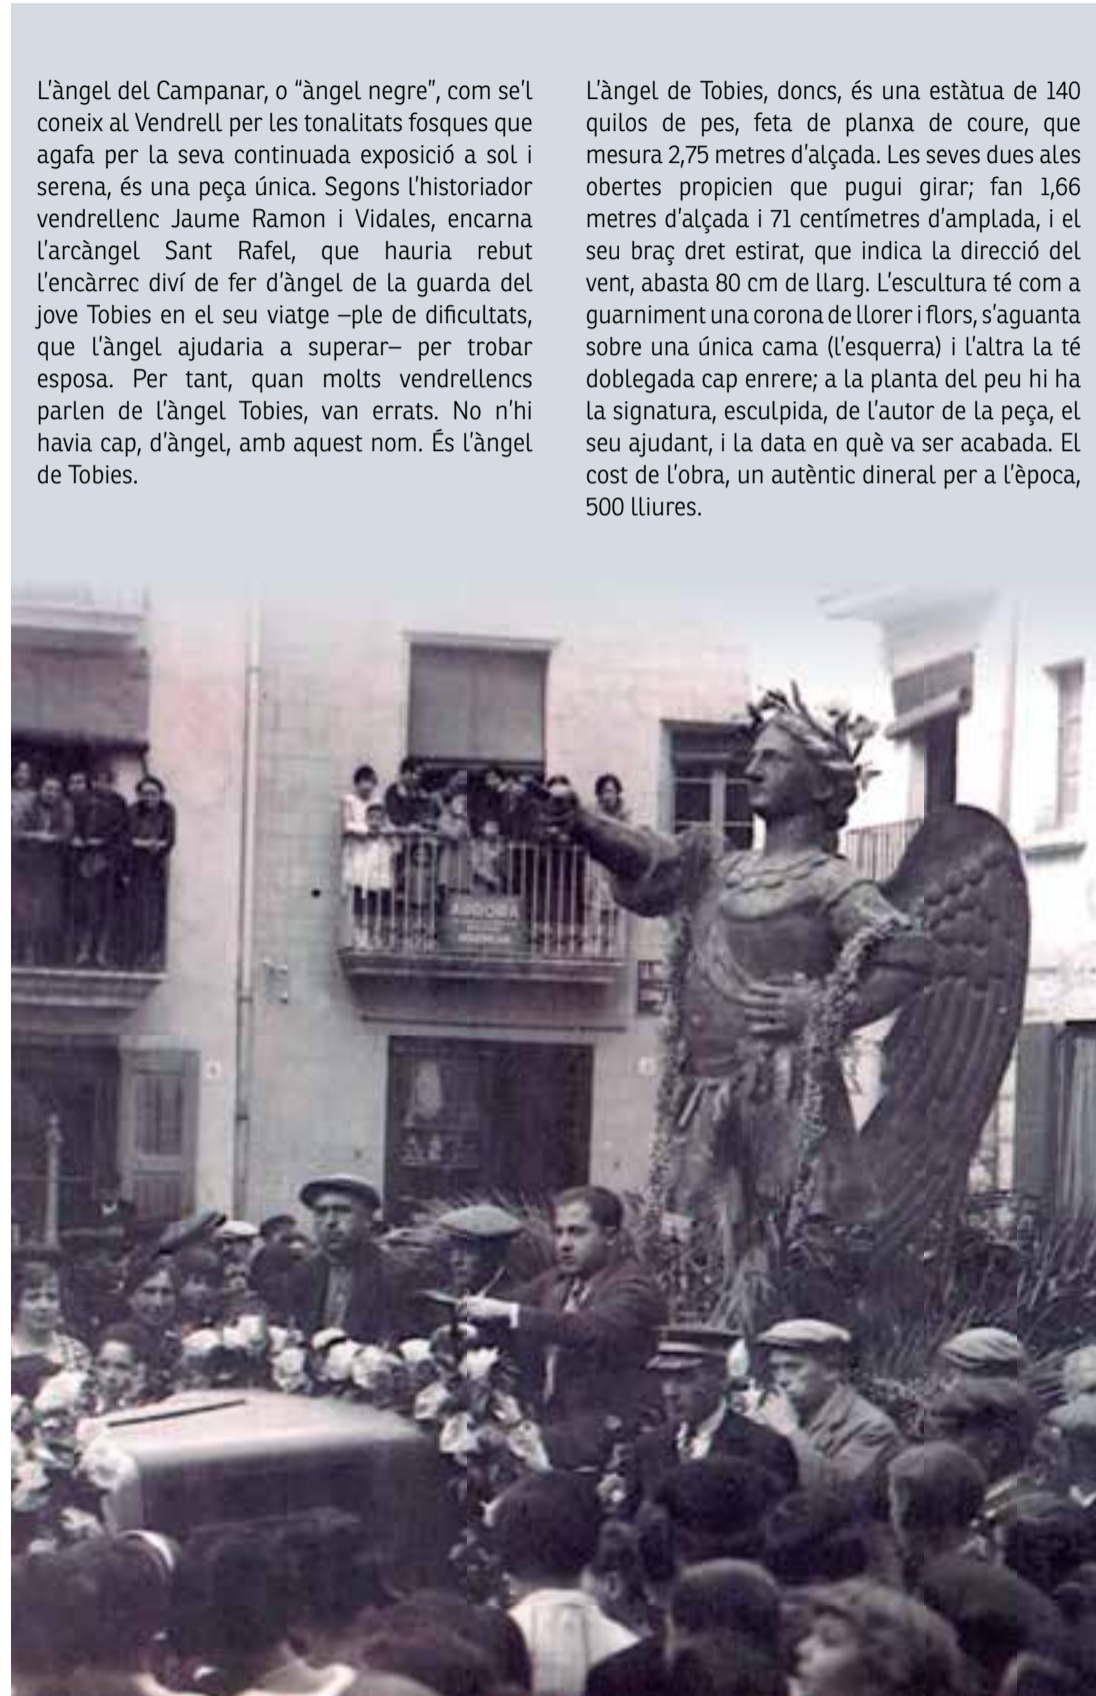 L'àngel del Campanar, o "àngel negre", com se'l
coneix al Vendrell per les tonalitats fosques que
agafa per la seva continuada exposició a sol i
serena, és una peça única. Segons l'historiador
vendrellenc Jaume Ramon i Vidales, encarna
l'arcàngel Sant Rafel, que hauria rebut
l'encàrrec diví de fer d'àngel de la guarda del
jove Tobies en el seu viatge –ple de dificultats,
que l'àngel ajudaria a superar– per trobar
esposa. Per tant, quan molts vendrellencs
parlen de l'àngel Tobies, van errats. No n'hi
havia cap, d'àngel, amb aquest nom. És l'àngel
de Tobies.
L'àngel de Tobies, doncs, és una estàtua de 140
quilos de pes, feta de planxa de coure, que
mesura 2,75 metres d'alçada. Les seves dues ales
obertes propicien que pugui girar; fan 1,66
metres d'alçada i 71 centímetres d'amplada, i el
seu braç dret estirat, que indica la direcció del
vent, abasta 80 cm de llarg. L'escultura té com a
guarniment una corona de llorer i flors, s'aguanta
sobre una única cama (l'esquerra) i l'altra la té
doblegada cap enrere; a la planta del peu hi ha
la signatura, esculpida, de l'autor de la peça, el
seu ajudant, i la data en què va ser acabada. El
cost de l'obra, un autèntic dineral per a l'època,
500 lliures.